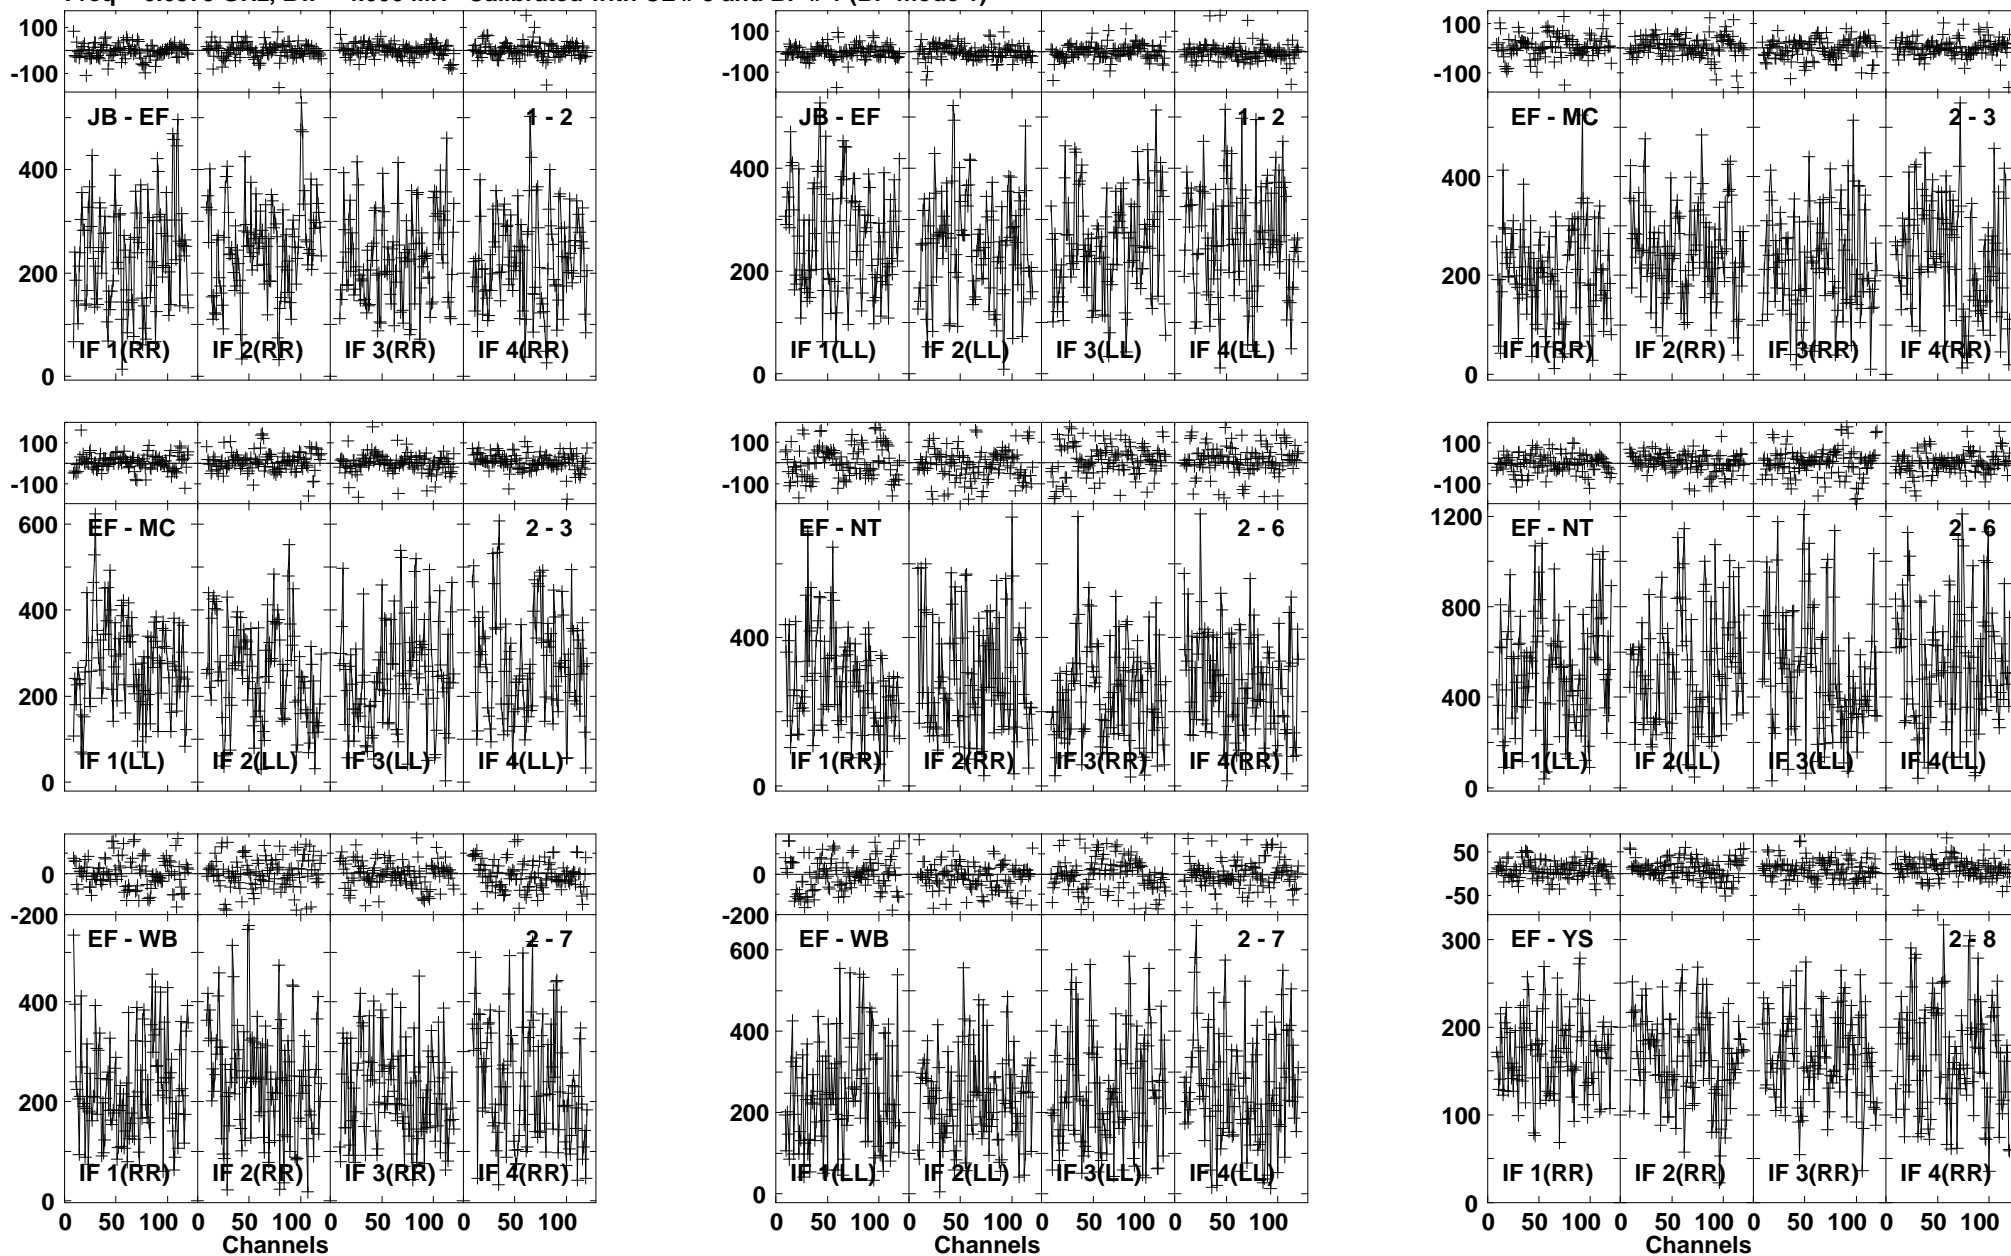 100 100 100
-100 -100 -100
JB - EF 1 - 2 JB - EF 1 - 2 EF - MC 2 - 3
400 400 400
200 200 200
IF 1(RR) IF 2(RR) IF 3(RR) IF 4(RR) IF 1(LL) IF 2(LL) IF 3(LL) IF 4(LL) IF 1(RR) IF 2(RR) IF 3(RR) IF 4(RR)
0 0 0
100 100 100
-100 -100 -100
600 EF - MC 2 - 3 EF - NT 2 - 6 1200 EF - NT 2 - 6
400 400 800
200 400
IF 1(LL) IF 2(LL) IF 3(LL) IF 4(LL) IF 1(RR) IF 2(RR) IF 3(RR) IF 4(RR) IF 1(LL) IF 2(LL) IF 3(LL) IF 4(LL)
0 0 0
0 0 50
-200 -200 -50
EF - WB 2 - 7 600 EF - WB 2 - 7 300 EF - YS 2 - 8
400 400 200
200 200 100
IF 1(RR) IF 2(RR) IF 3(RR) IF 4(RR) IF 1(LL) IF 2(LL) IF 3(LL) IF 4(LL) IF 1(RR) IF 2(RR) IF 3(RR) IF 4(RR)
0 0 0
0 50 100 0 50 100 0 50 100 0 50 100 0 50 100 0 50 100 0 50 100 0 50 100 0 50 100 0 50 100 0 50 100 0 50 100
Channels Channels Channels